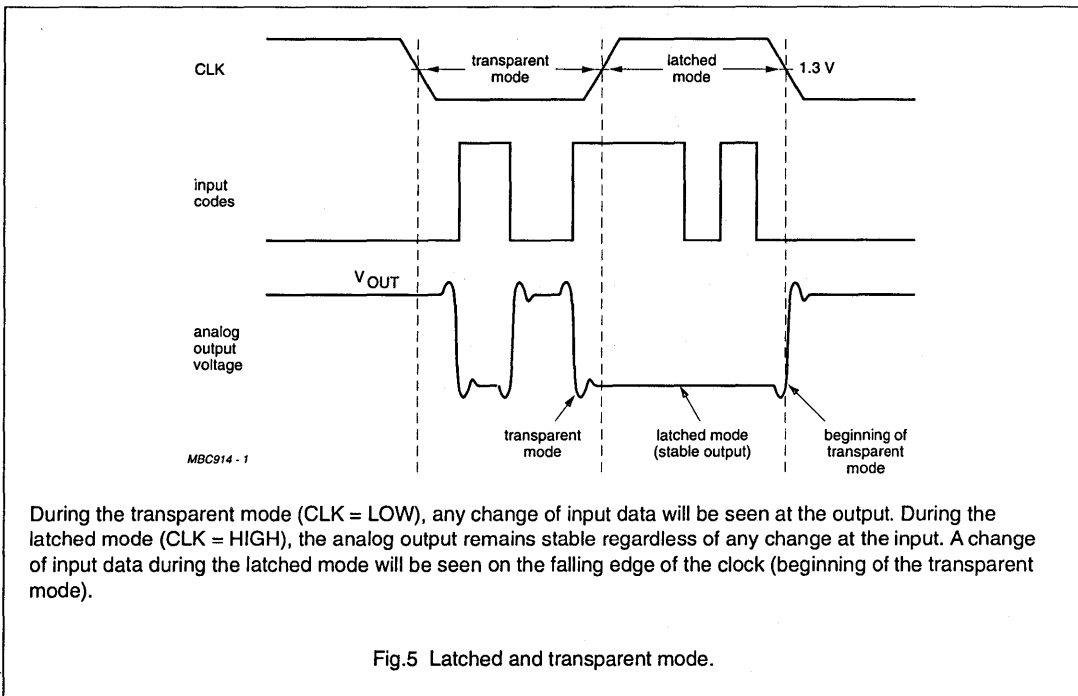 CLK
transparent
mode
latched
mode
1.3 V
input
codes
V OUT
analog
output
voltage
transparent
mode
latched mode
(stable output)
beginning of
transparent
mode
MBC914 - 1
During the transparent mode (CLK = LOW), any change of input data will be seen at the output. During the
latched mode (CLK = HIGH), the analog output remains stable regardless of any change at the input. A change
of input data during the latched mode will be seen on the falling edge of the clock (beginning of the transparent
mode).
Fig.5 Latched and transparent mode.